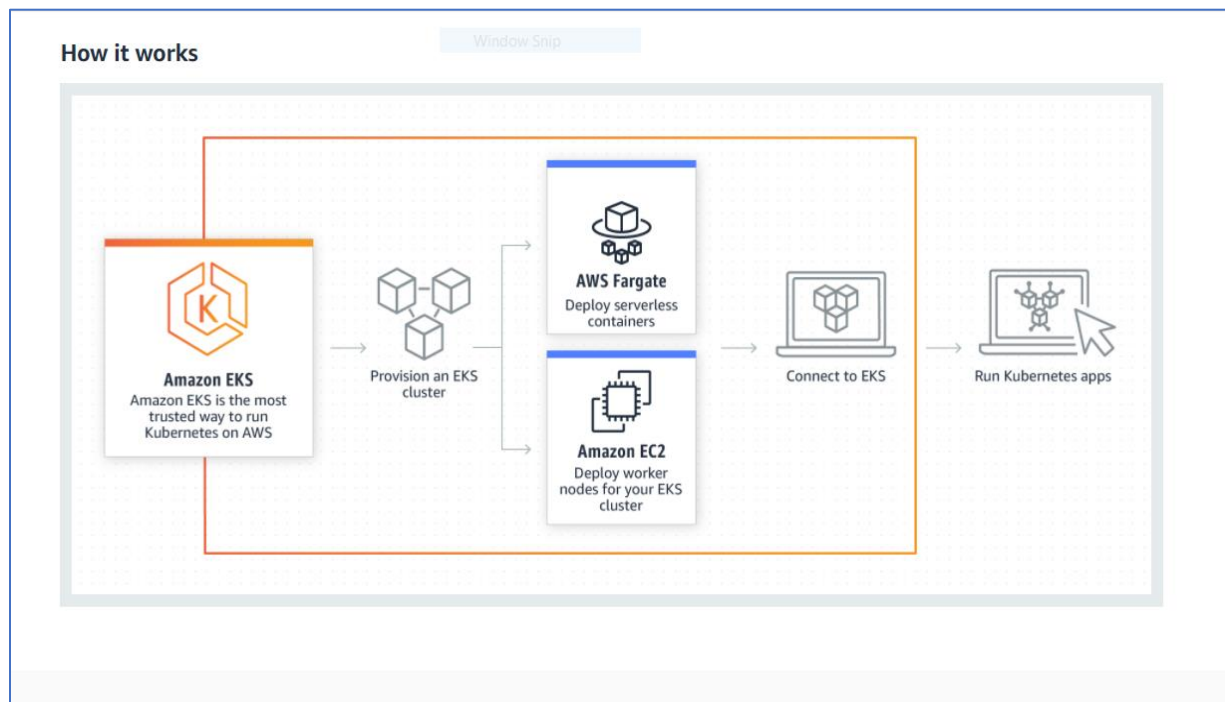 Window Snip
How it works
Amazon EKS
Amazon EKS is the most
trusted way to run
Kubernetes on AWS
Provision an EKS
cluster
AWS Fargate
Deploy serverless
containers
Amazon EC2
Deploy worker
nodes for your EKS
cluster
Connect to EKS
Run Kubernetes apps
K